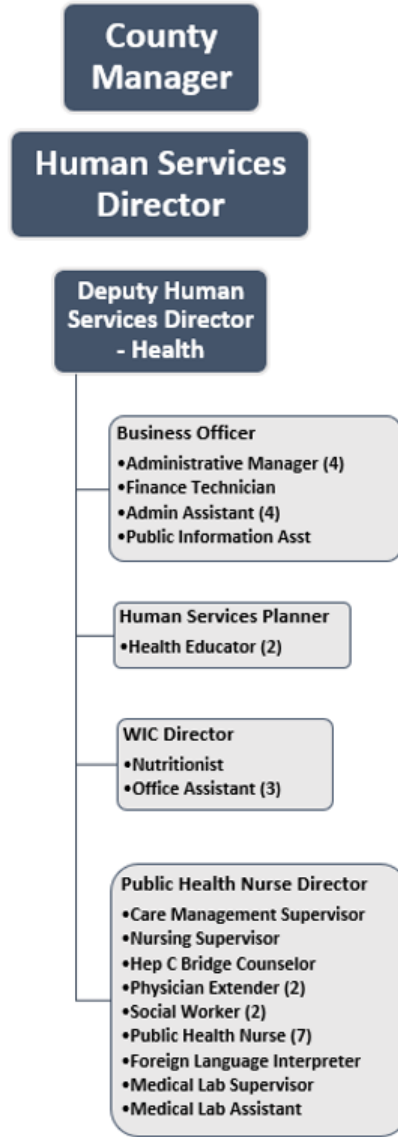 County
Manager
Human Services
Director
Deputy Human
Services Director
- Health
Business Officer
•Administrative Manager (4)
•Finance Technician
•Admin Assistant (4)
•Public Information Asst
Human Services Planner
•Health Educator (2)
WIC Director
•Nutritionist
•Office Assistant (3)
Public Health Nurse Director
•Care Management Supervisor
•Nursing Supervisor
•Hep C Bridge Counselor
•Physician Extender (2)
•Social Worker (2)
•Public Health Nurse (7)
•Foreign Language Interpreter
•Medical Lab Supervisor
•Medical Lab Assistant